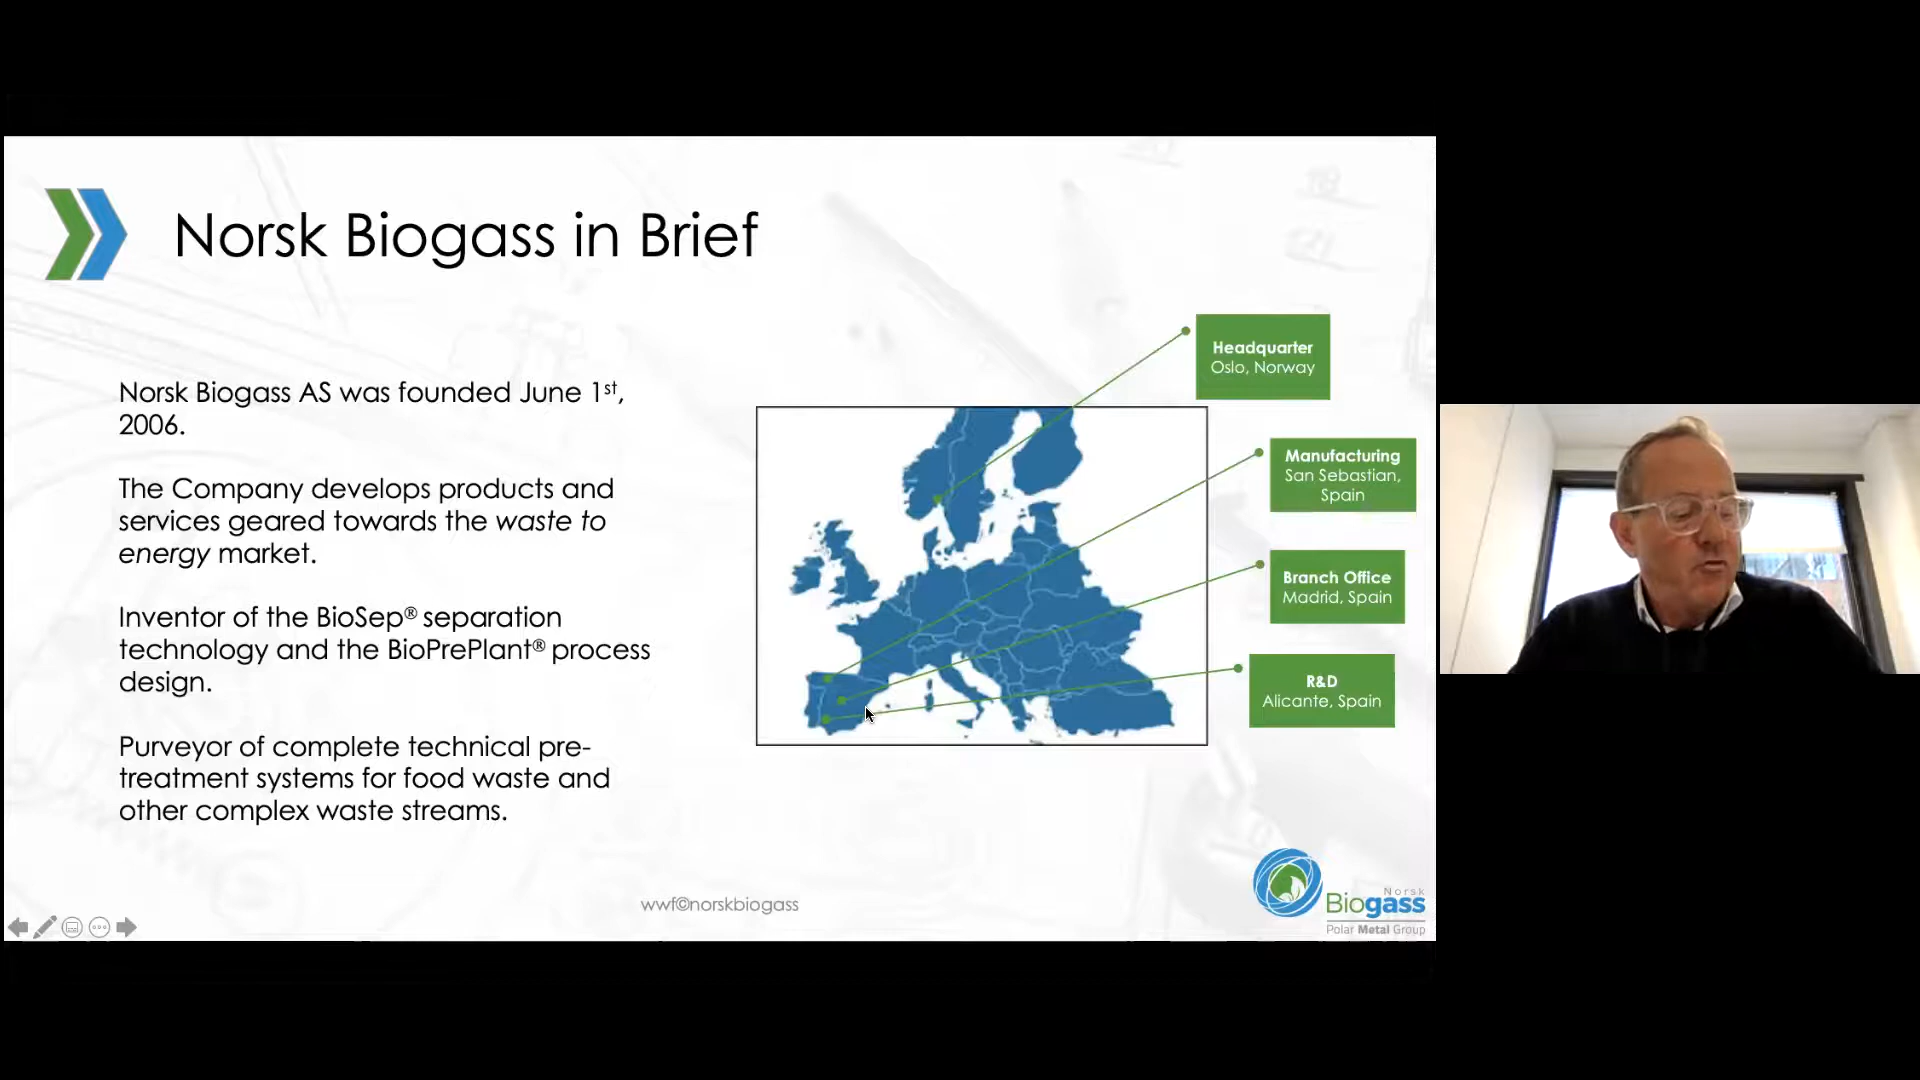 Norsk Biogass in Brief
Norsk Biogass AS was founded June 1st,
2006.
The Company develops products and
services geared towards the waste to
energy market.
Inventor of the BioSep® separation
technology and the BioPrePlant® process
design.
Purveyor of complete technical pre-
treatment systems for food waste and
other complex waste streams.
Headquarter
Oslo, Norway
Manufacturing
San Sebastian,
Spain
Branch Office
Madrid, Spain
R&D
Alicante, Spain
wwf©norskbiogass
Norsk
Biogass
Polar Metal Group